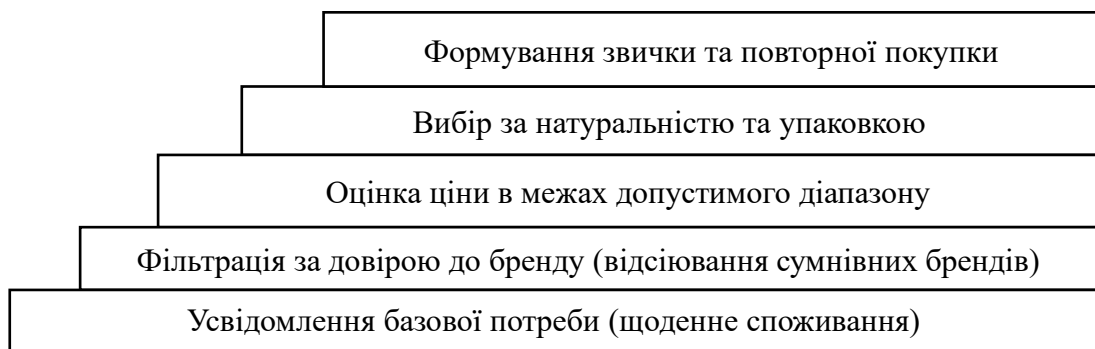 Формування звички та повторної покупки
Вибір за натуральністю та упаковкою
Оцінка ціни в межах допустимого діапазону
Фільтрація за довірою до бренду (відсіювання сумнівних брендів)
Усвідомлення базової потреби (щоденне споживання)